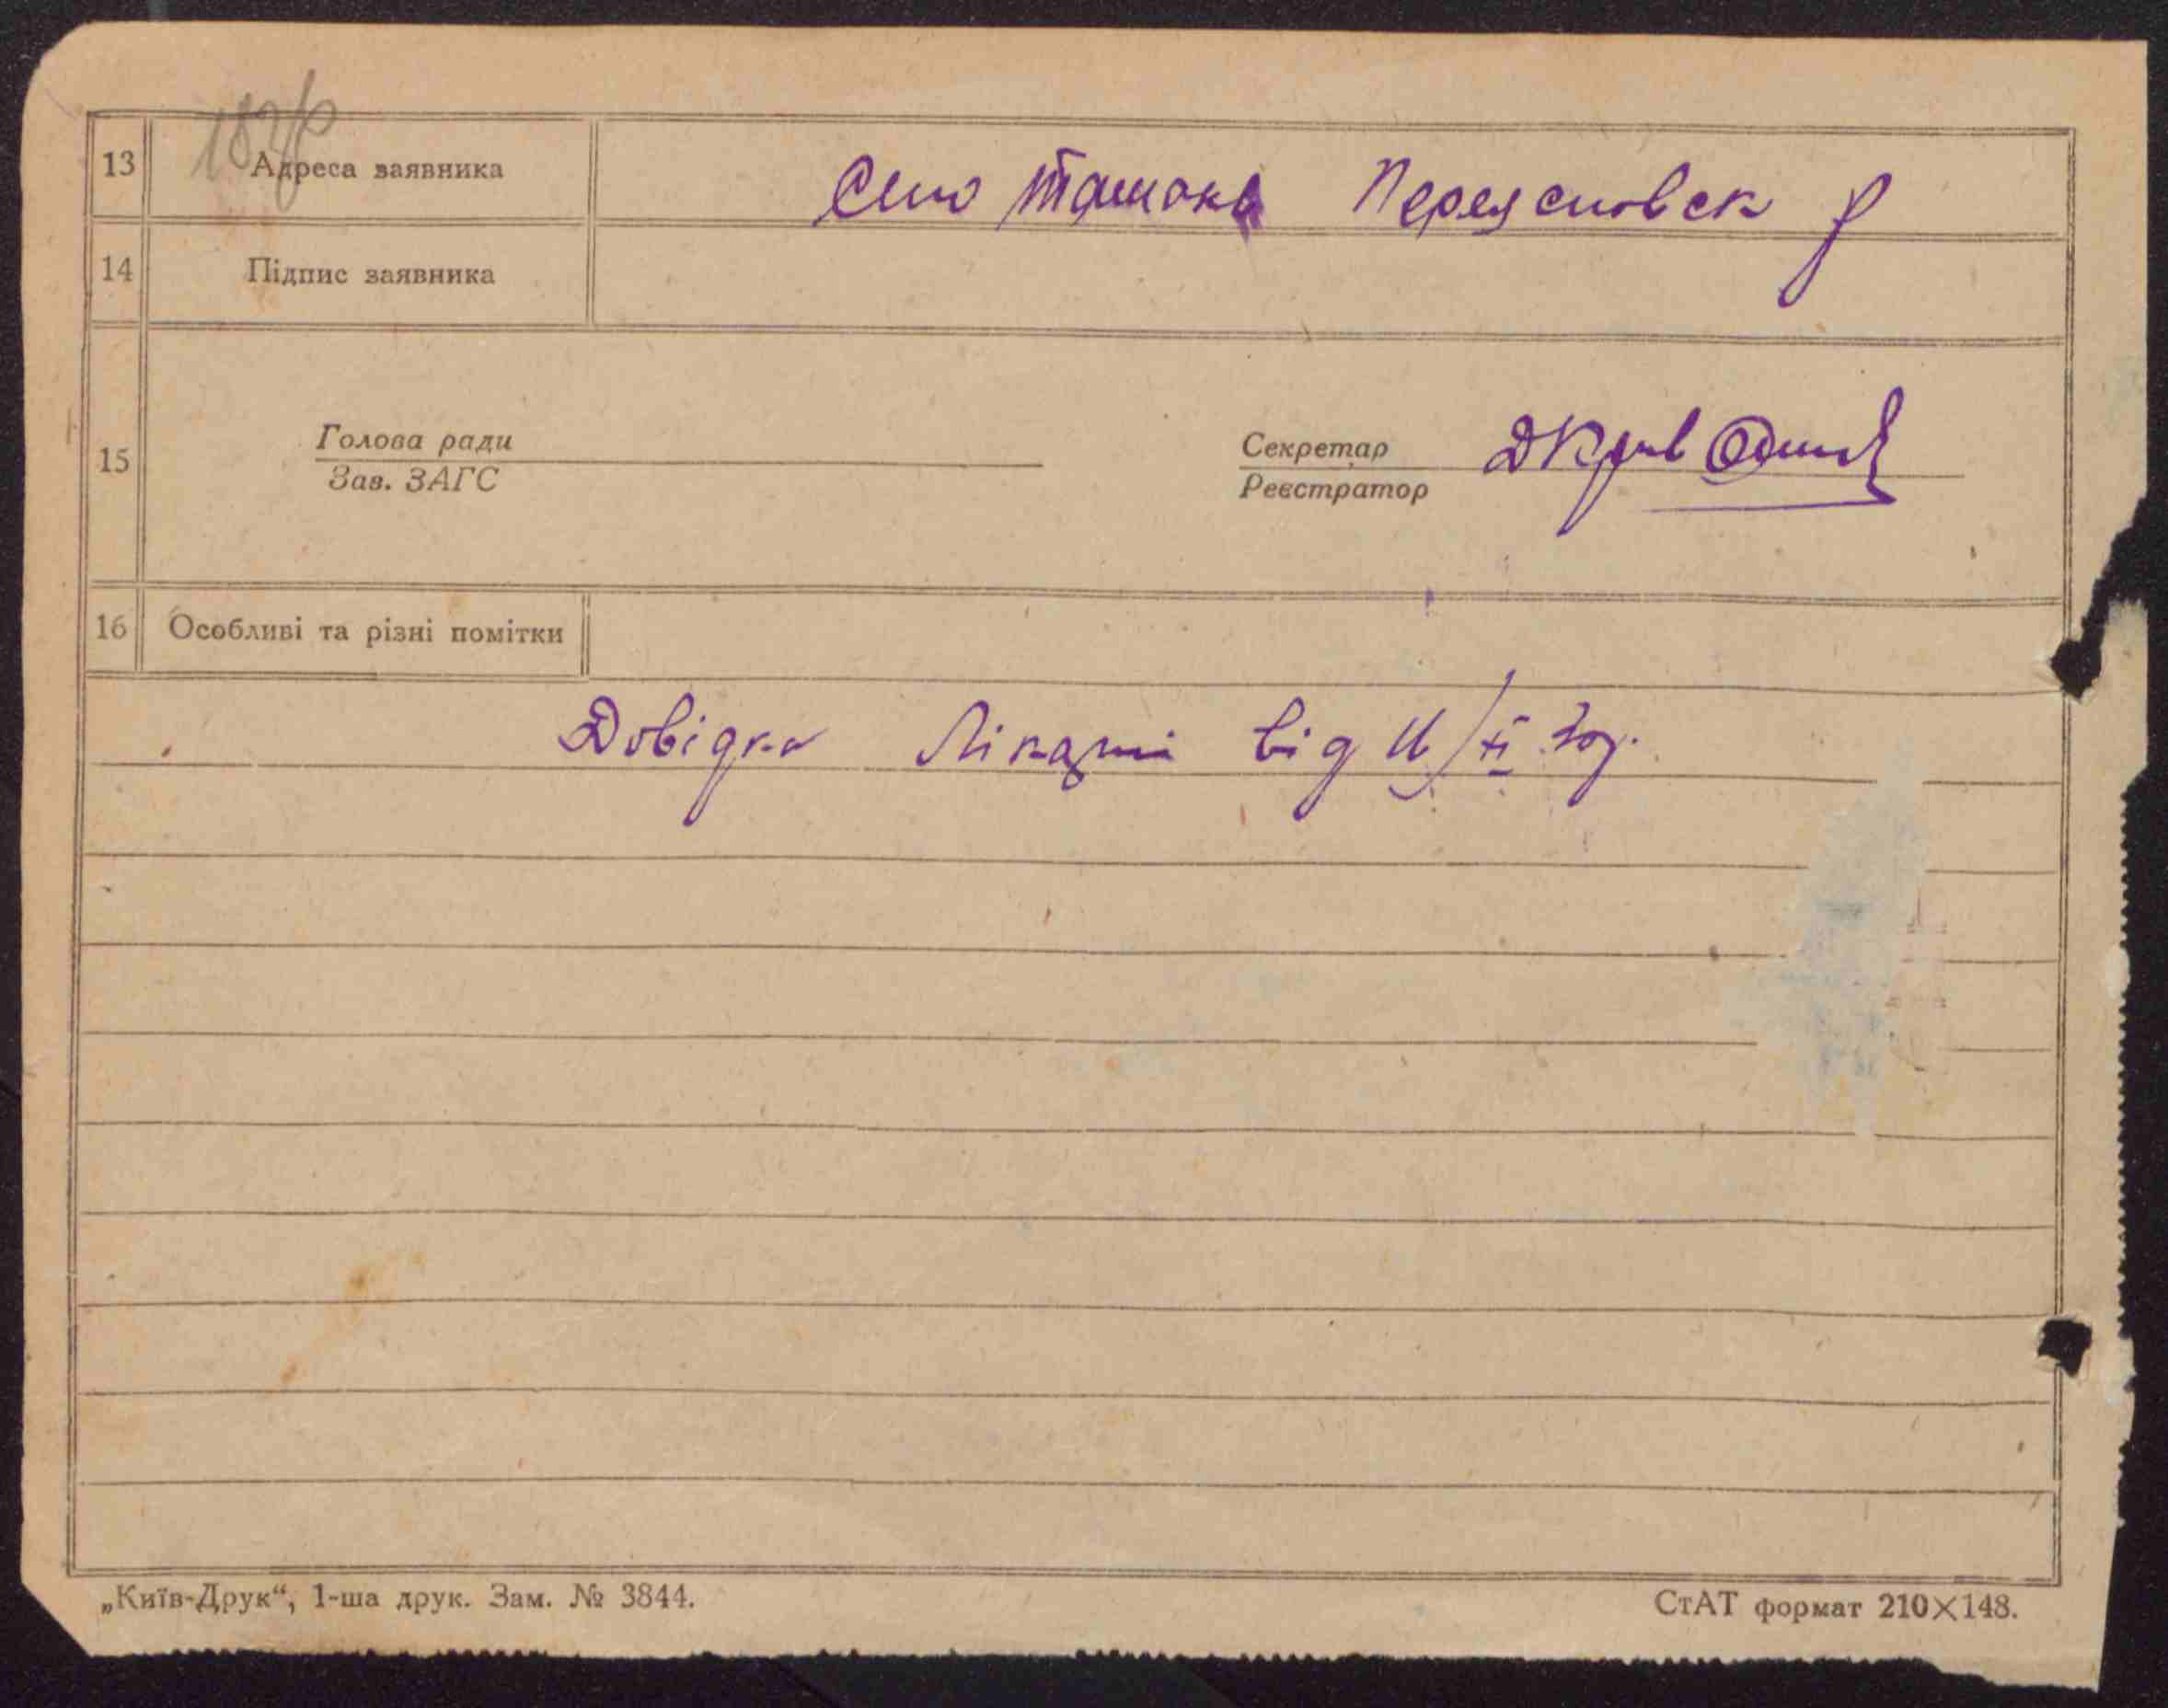 13 Адреса заявника Село Ташань Переяславск р
14 Підпис заявника
15 Голова ради Секретар
Зав. ЗАГС Реєстратор
16 Особливі та різні помітки
Довідка Лікарні від
„Київ-Друк“, 1-ша друк. Зам. № 3844. СтАТ формат 210×148.